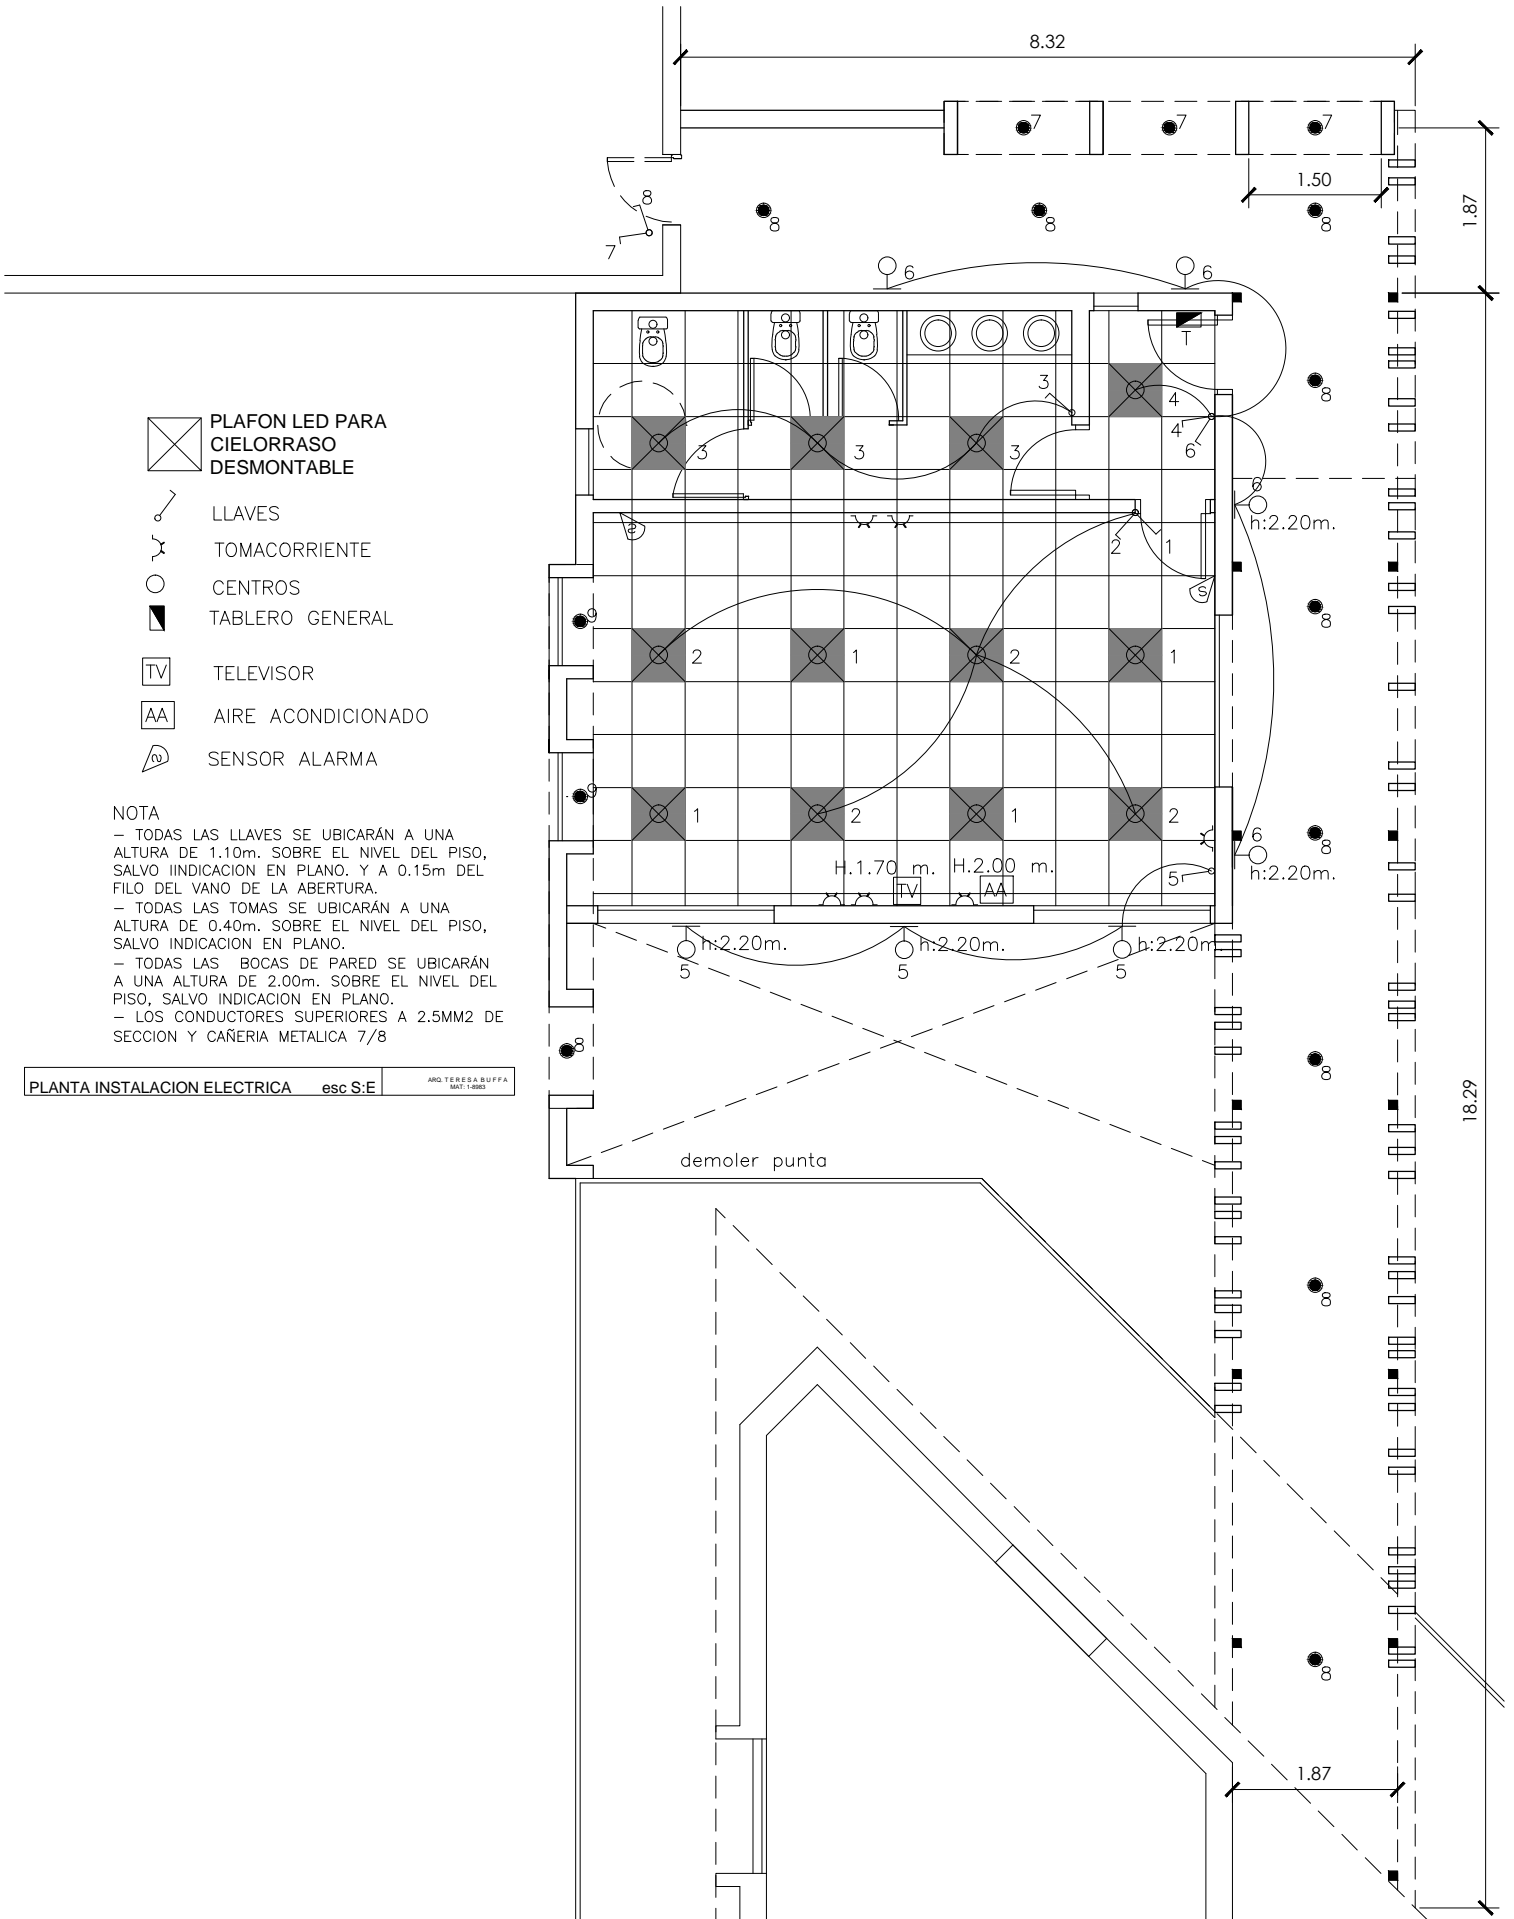 8.32
7
7
7
1.50
1.87
8
7
8
8
8
6
6
T
8
3
4
4
6
3
3
3
6
h:2.20m.
PLAFON LED PARA
CIELORRASO
DESMONTABLE
LLAVES
TOMACORRIENTE
CENTROS
TABLERO GENERAL
TV
TELEVISOR
AA
AIRE ACONDICIONADO
SENSOR ALARMA
2
1
S
S
9
8
2
1
2
1
9
1
2
1
2
8
6
h:2.20m.
H.1.70 m.
H.2.00 m.
TV
AA
5
h:2.20m.
h:2.20m.
h:2.20m.
5
5
5
NOTA
– TODAS LAS LLAVES SE UBICARÁN A UNA
ALTURA DE 1.10m. SOBRE EL NIVEL DEL PISO,
SALVO IINDICACION EN PLANO. Y A 0.15m DEL
FILO DEL VANO DE LA ABERTURA.
– TODAS LAS TOMAS SE UBICARÁN A UNA
ALTURA DE 0.40m. SOBRE EL NIVEL DEL PISO,
SALVO INDICACION EN PLANO.
– TODAS LAS BOCAS DE PARED SE UBICARÁN
A UNA ALTURA DE 2.00m. SOBRE EL NIVEL DEL
PISO, SALVO INDICACION EN PLANO.
– LOS CONDUCTORES SUPERIORES A 2.5MM2 DE
SECCION Y CAÑERIA METALICA 7/8
PLANTA INSTALACION ELECTRICA esc S:E
ARQ. TERESA BUFFA
MAT: 1-8983
8
8
18.29
demoler punta
8
8
1.87